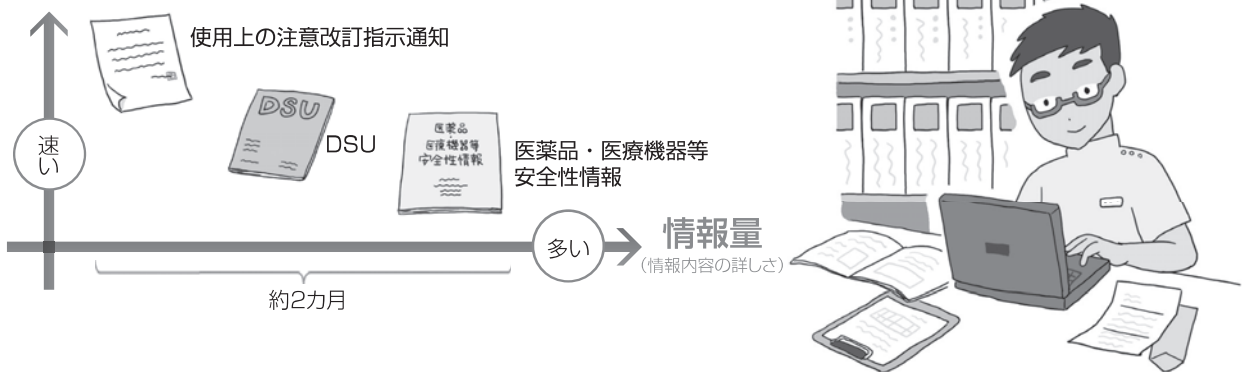 使用上の注意改訂指示通知
DSU
DSU
速い
医薬品
医療機器等
安全性情報
医薬品・医療機器等
安全性情報
多い
情報量
（情報内容の詳しさ）
約2カ月